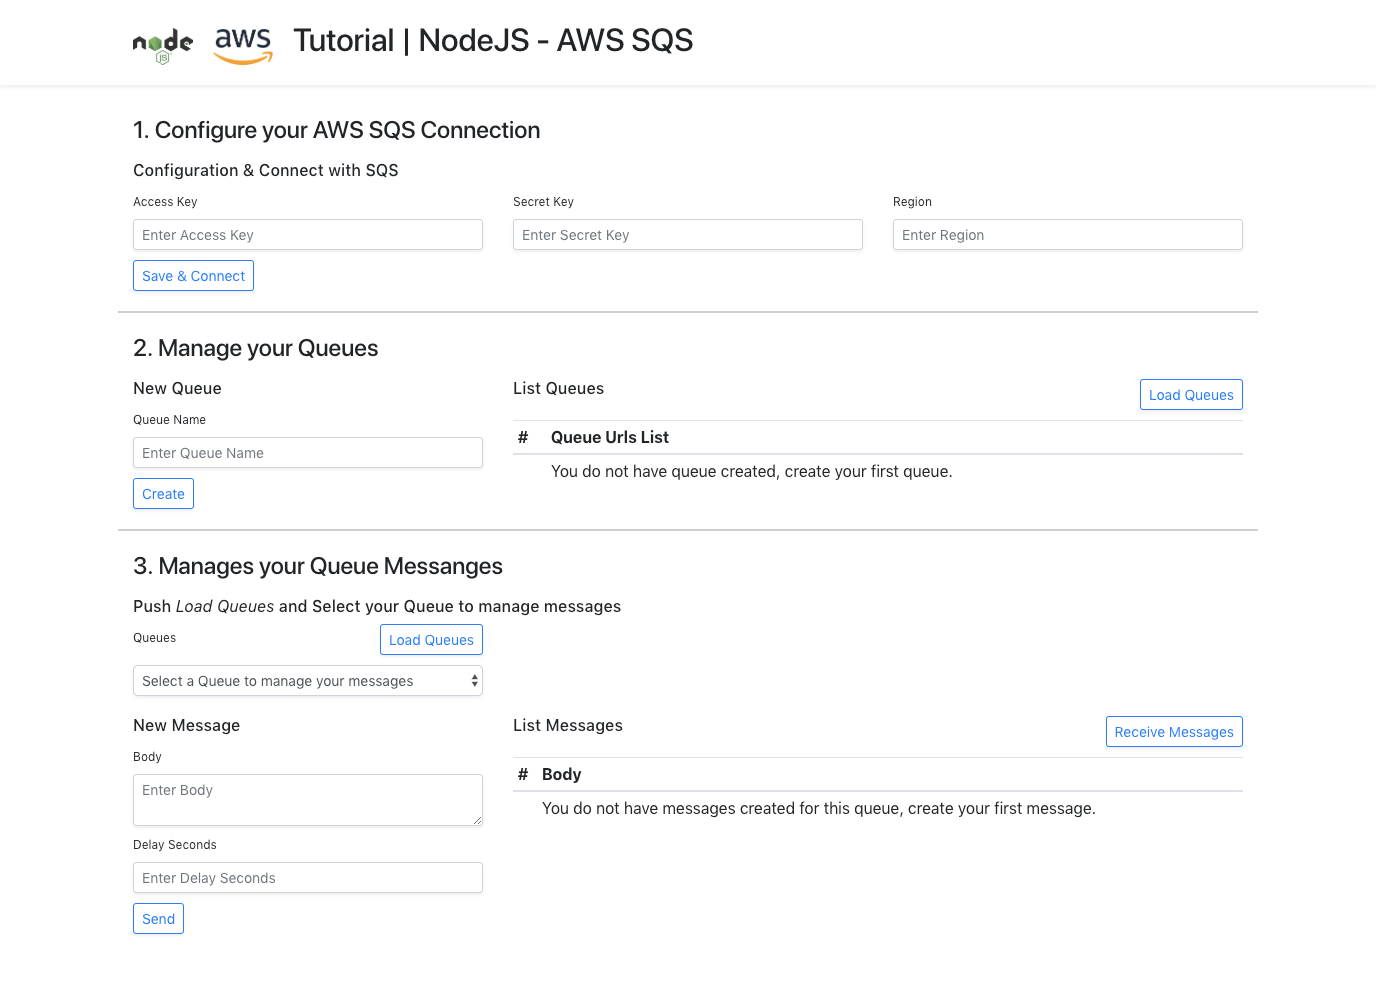 node
JS
aws
Tutorial | NodeJS - AWS SQS
1. Configure your AWS SQS Connection
Configuration & Connect with SQS
Access Key
Secret Key
Region
Enter Access Key
Enter Secret Key
Enter Region
Save & Connect
2. Manage your Queues
New Queue
List Queues
Load Queues
Queue Name
# Queue Urls List
Enter Queue Name
You do not have queue created, create your first queue.
Create
3. Manages your Queue Messanges
Push Load Queues and Select your Queue to manage messages
Queues
Load Queues
Select a Queue to manage your messages
New Message
List Messages
Receive Messages
Body
# Body
Enter Body
You do not have messages created for this queue, create your first message.
Delay Seconds
Enter Delay Seconds
Send